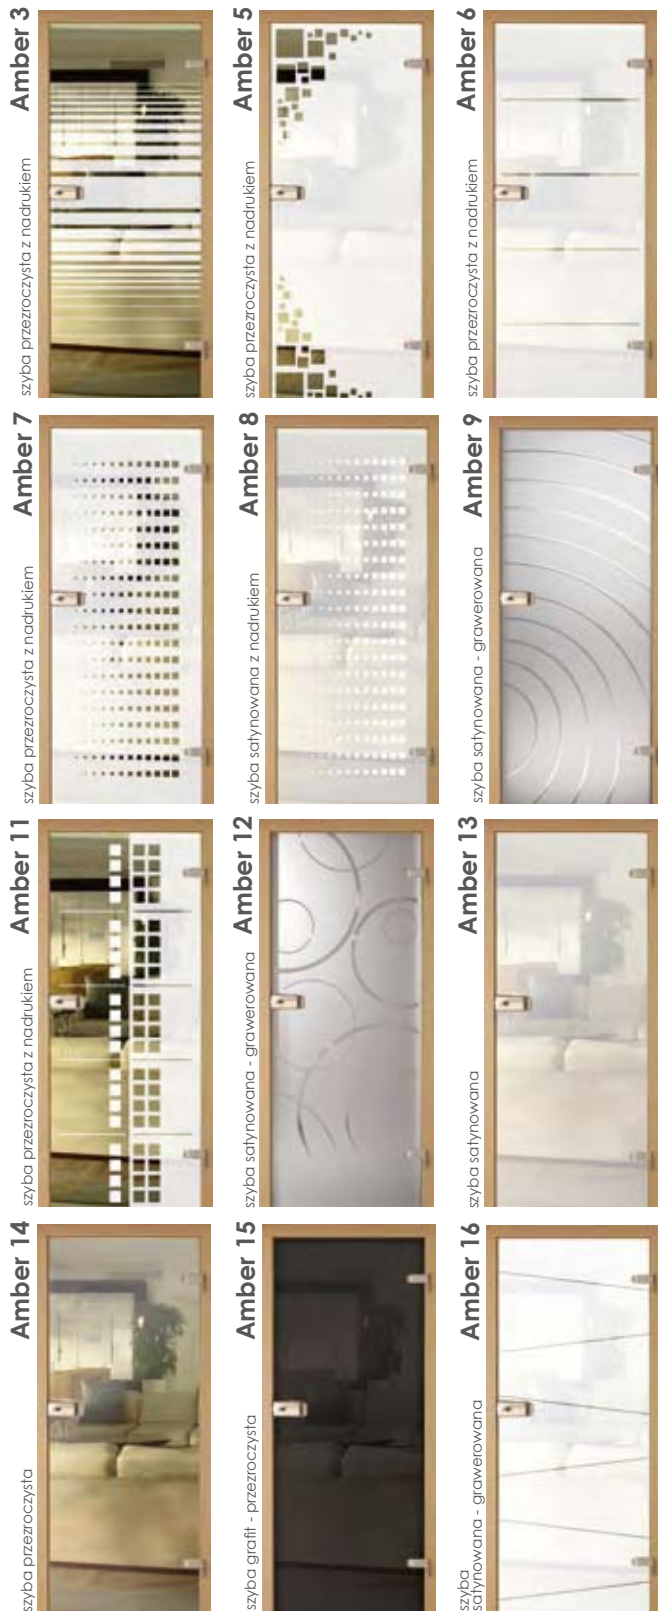 Amber 3
szyba przezroczysta z nadrukiem
Amber 5
szyba przezroczysta z nadrukiem
Amber 6
szyba przezroczysta z nadrukiem
Amber 7
szyba przezroczysta z nadrukiem
Amber 8
szyba satynowana z nadrukiem
Amber 9
szyba satynowana - grawerowana
Amber 11
szyba przezroczysta z nadrukiem
Amber 12
szyba satynowana - grawerowana
Amber 13
szyba satynowana
Amber 14
szyba przezroczysta
Amber 15
szyba grafit - przezroczysta
Amber 16
szyba
satynowana - grawerowana